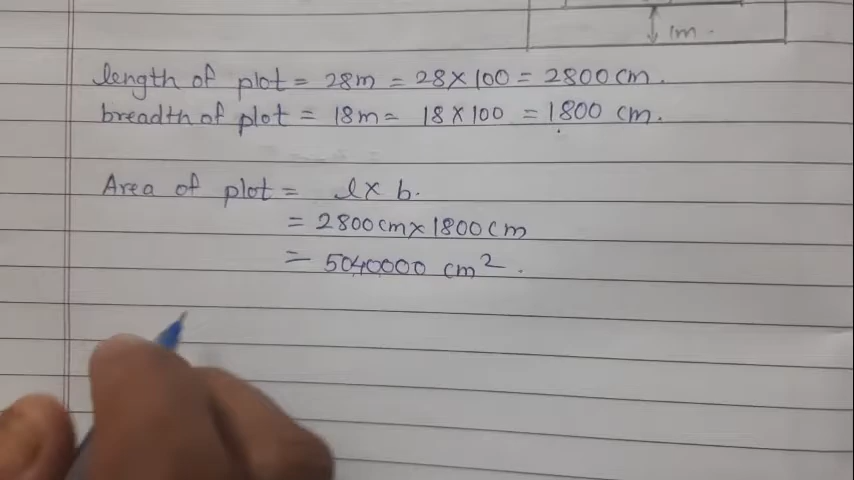 1m.
length of plot = 28m = 28 × 100 = 2800 cm.
breadth of plot = 18m = 18 × 100 = 1800 cm.
Area of plot = l × b.
= 2800 cm × 1800 cm
= 5040000 cm².